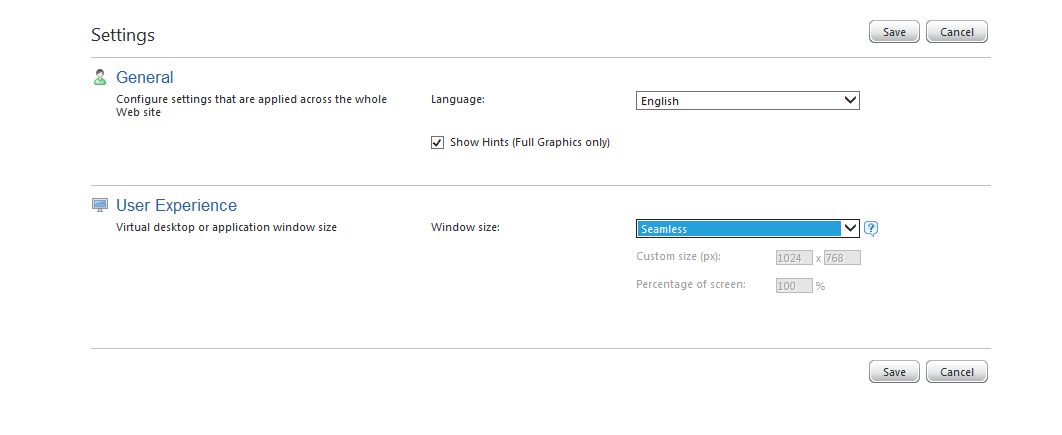 Settings
Save Cancel
General
Configure settings that are applied across the whole
Web site
Language:
English
Show Hints (Full Graphics only)
User Experience
Virtual desktop or application window size
Window size:
Seamless
?
Custom size (px):
1024 x 768
Percentage of screen:
100 %
Save Cancel